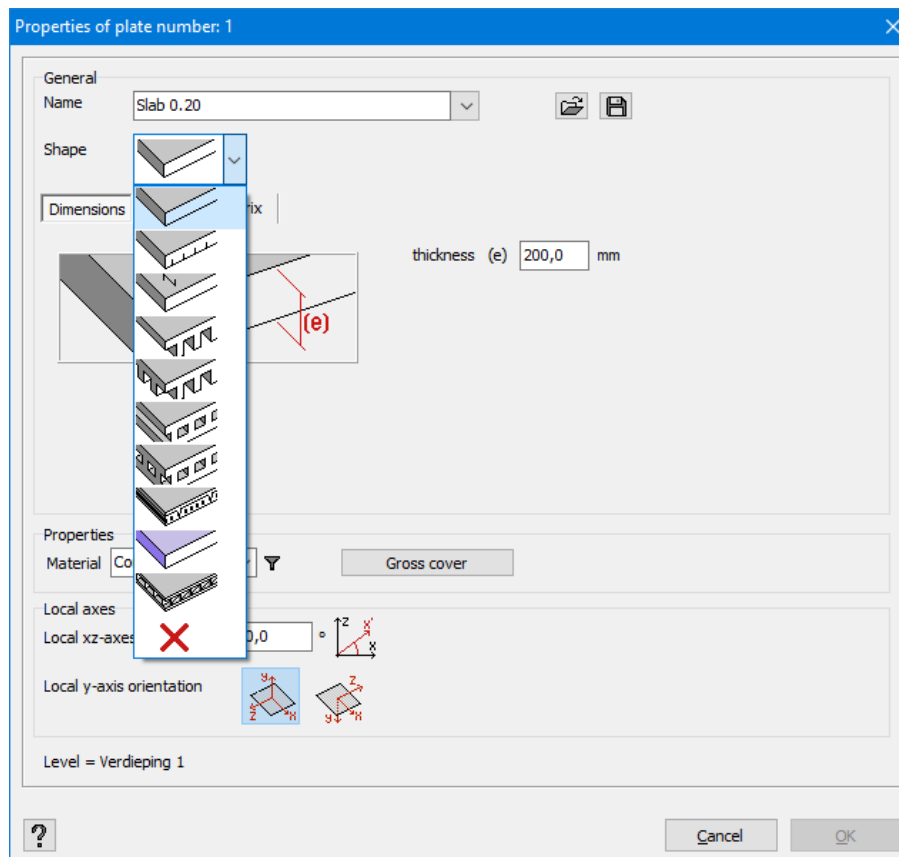 Properties of plate number: 1
General
Name
Slab 0.20
Shape
Dimensions
rix
thickness (e) 200,0 mm
(e)
Properties
Material Co
Gross cover
Local axes
Local xz-axes
0,0 °
z x' x
Local y-axis orientation
y z x
z y x
Level = Verdieping 1
?
Cancel
OK